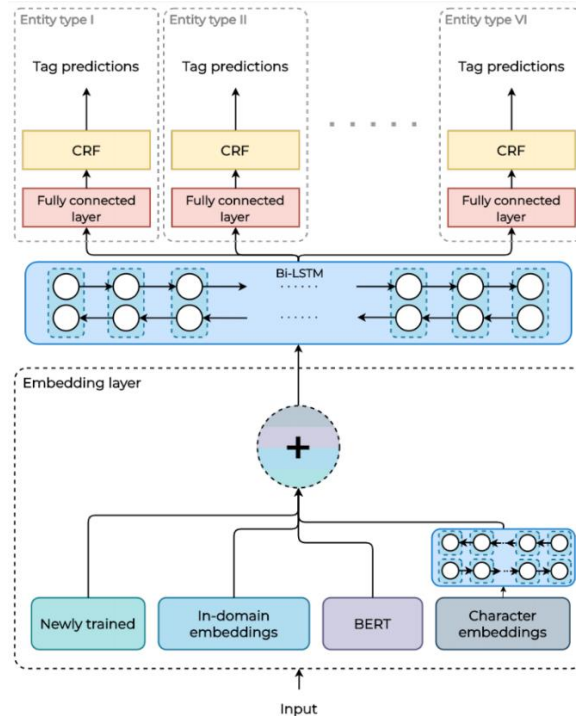 Entity type I
Entity type II
Entity type VI
Tag predictions
Tag predictions
Tag predictions
CRF
CRF
CRF
Fully connected
layer
Fully connected
layer
Fully connected
layer
Bi-LSTM
Embedding layer
+
Newly trained
In-domain
embeddings
BERT
Character
embeddings
Input